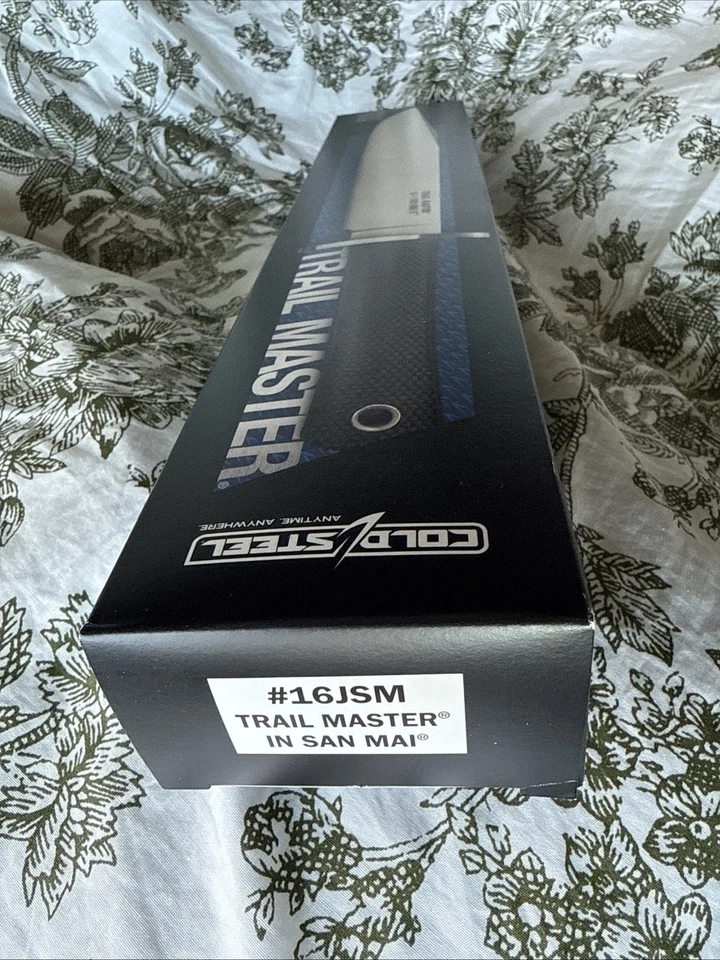 TRAIL MASTER®
COLD STEEL
ANYTIME. ANYWHERE.
#16JSM
TRAIL MASTER®
IN SAN MAI®